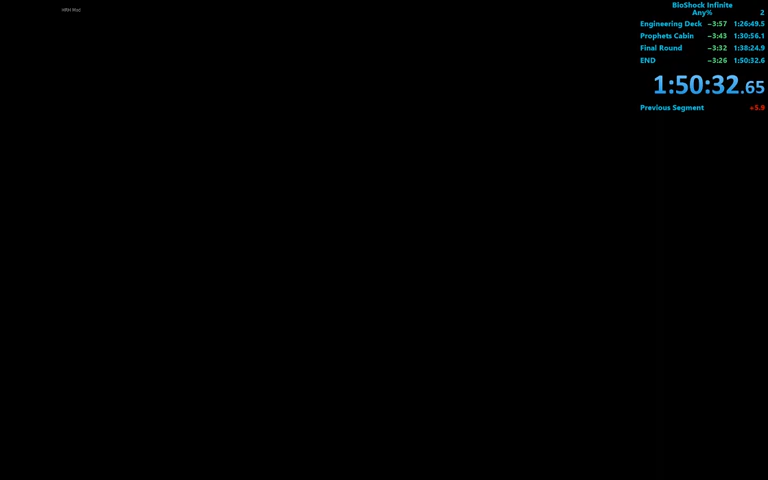 BioShock Infinite
Any% 2
Engineering Deck −3:57 1:26:49.5
Prophets Cabin −3:43 1:30:56.1
Final Round −3:32 1:38:24.9
END −3:26 1:50:32.6
1:50:32.65
Previous Segment +5.9